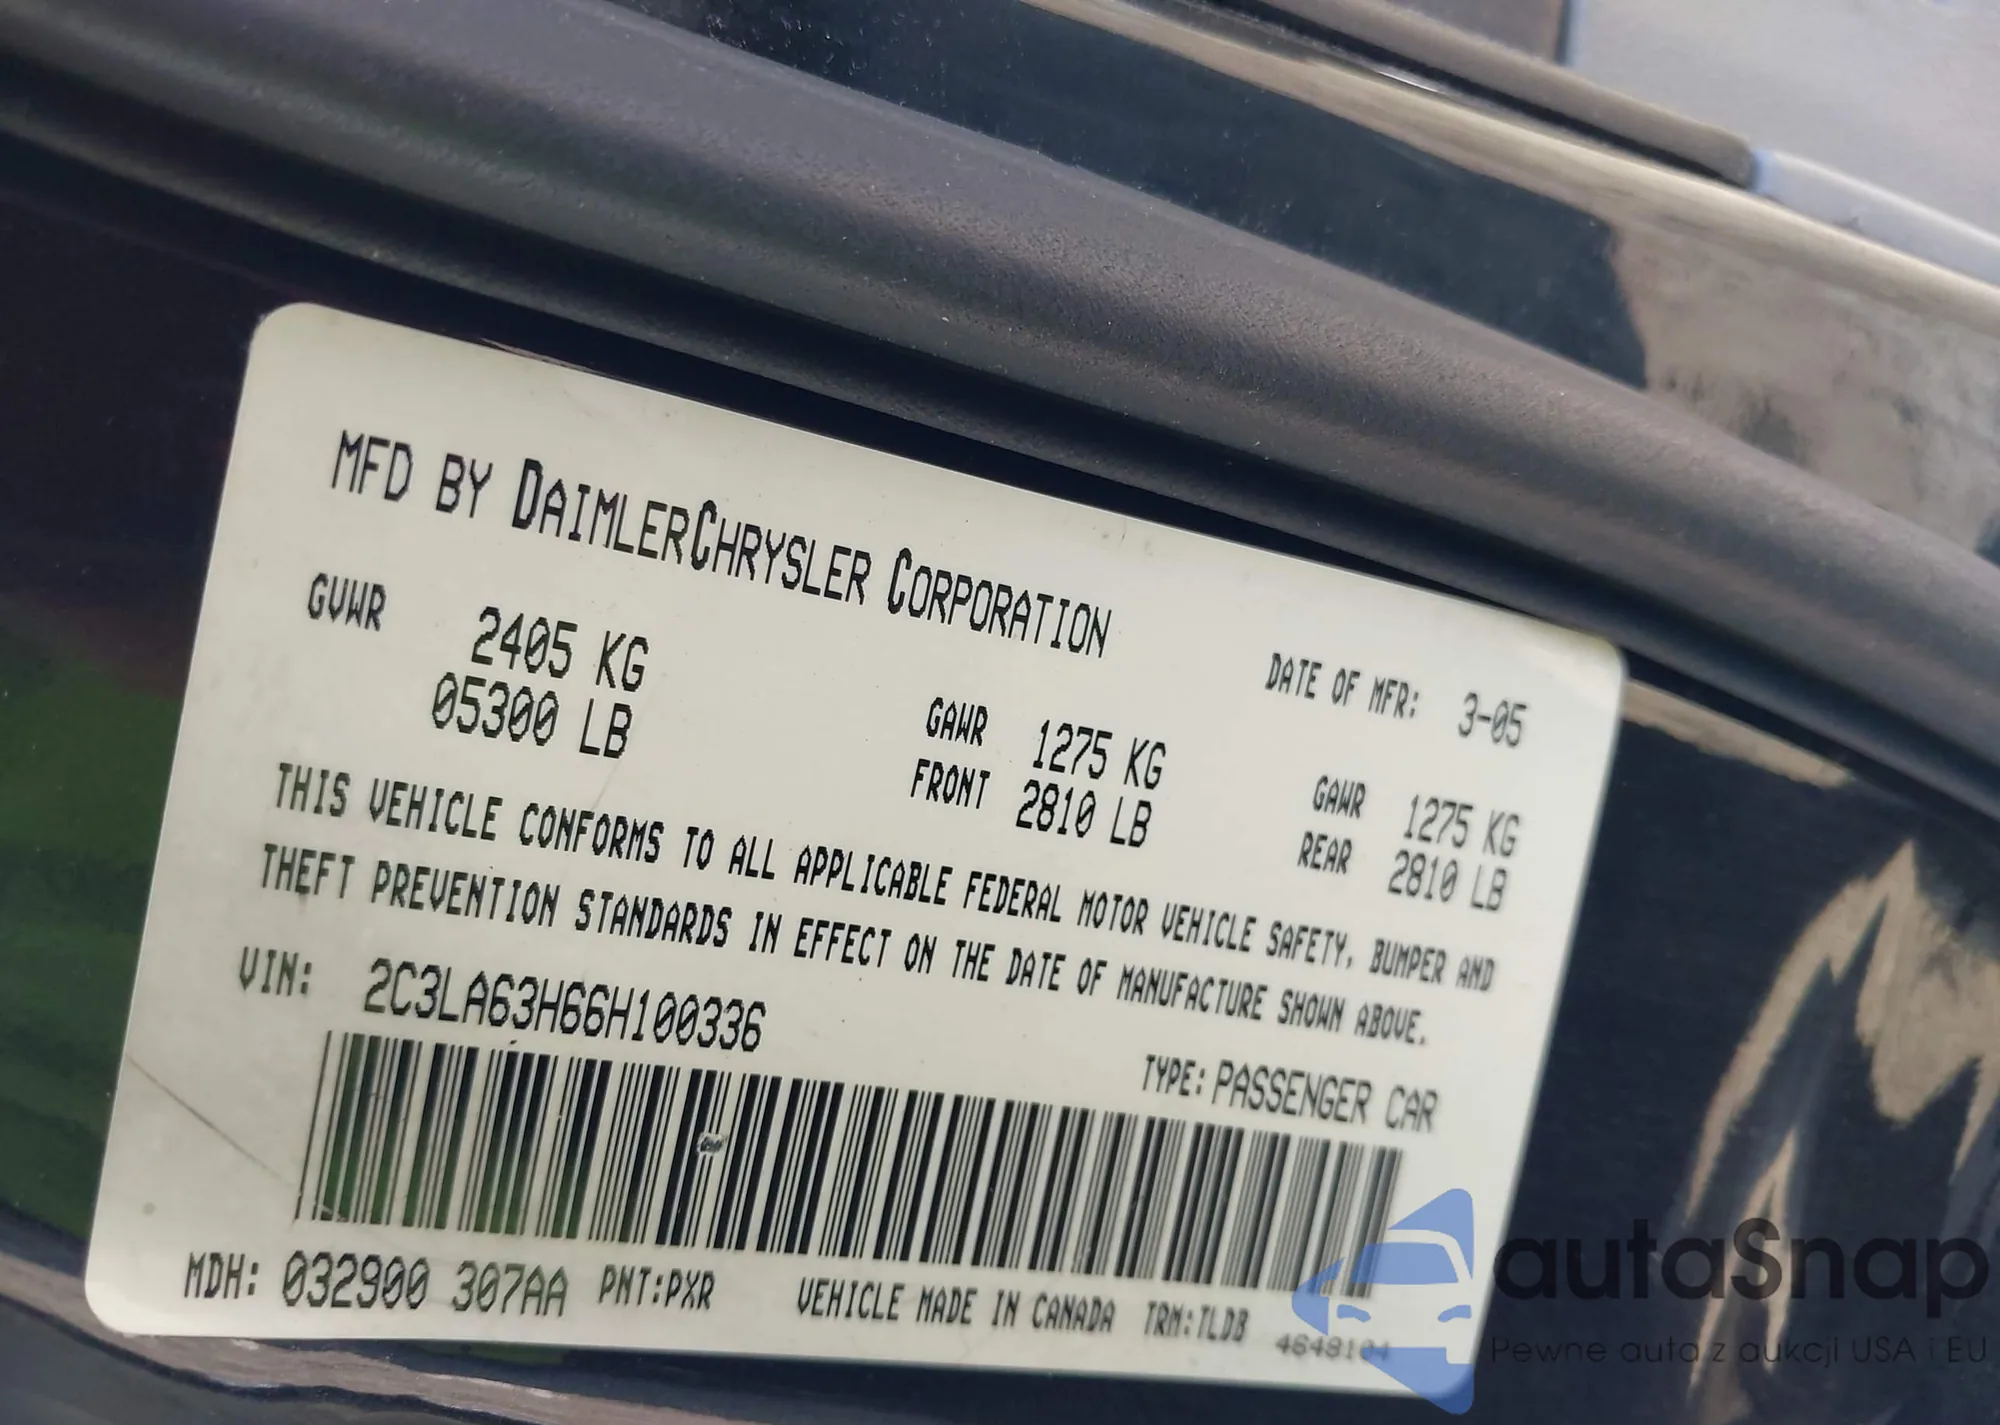 MFD BY DAIMLERCHRYSLER CORPORATION
DATE OF MFR: 3-05
GVWR 2405 KG
05300 LB
GAWR 1275 KG
FRONT 2810 LB
GAWR 1275 KG
REAR 2810 LB
THIS VEHICLE CONFORMS TO ALL APPLICABLE FEDERAL MOTOR VEHICLE SAFETY, BUMPER AND
THEFT PREVENTION STANDARDS IN EFFECT ON THE DATE OF MANUFACTURE SHOWN ABOVE.
VIN: 2C3LA63H66H100336
TYPE: PASSENGER CAR
MDH: 032900 307AA PNT:PXR VEHICLE MADE IN CANADA TRM:TLDB
autaSnap
Pewne auta z aukcji USA i EU